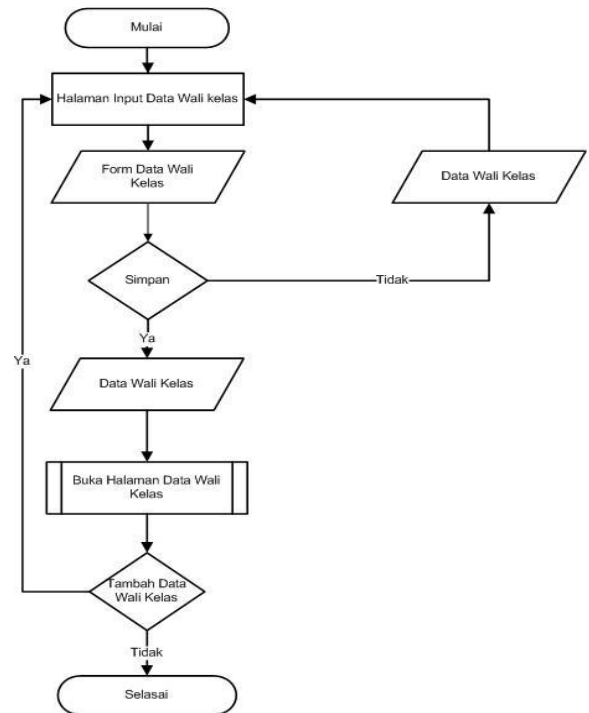 Mulai
Halaman Input Data Wali kelas
Form Data Wali
Kelas
Data Wali Kelas
Simpan
Tidak
Ya
Ya
Data Wali Kelas
Buka Halaman Data Wali
Kelas
Tambah Data
Wali Kelas
Tidak
Selasai